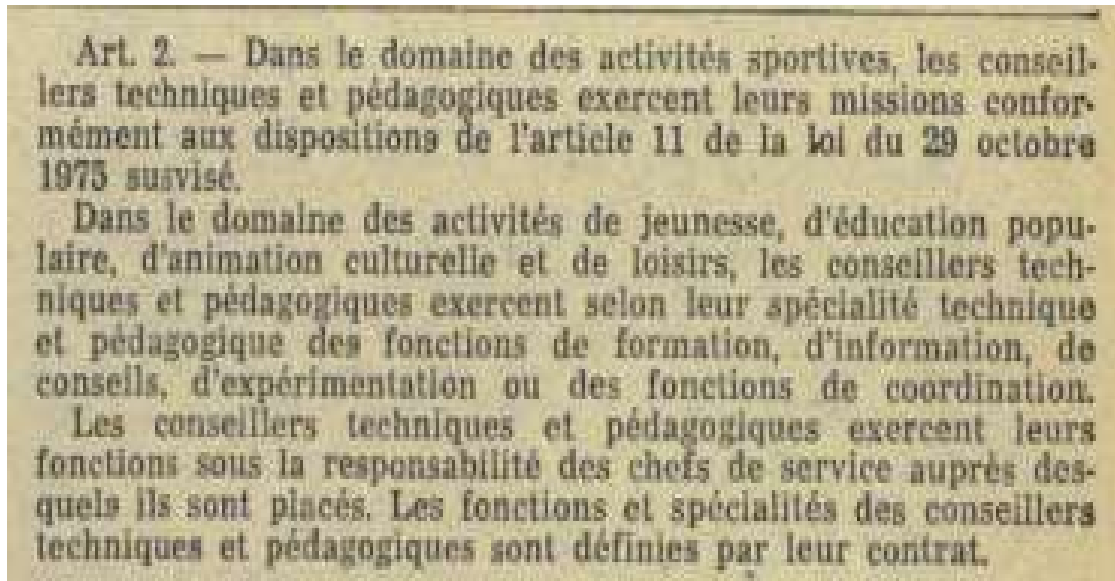 Art. 2. — Dans le domaine des activités sportives, les conseil-
lers techniques et pédagogiques exercent leurs missions confor-
mément aux dispositions de l'article 11 de la loi du 29 octobre
1975 susvisé.
Dans le domaine des activités de jeunesse, d'éducation popu-
laire, d'animation culturelle et de loisirs, les conseillers tech-
niques et pédagogiques exercent selon leur spécialité technique
et pédagogique des fonctions de formation, d'information, de
conseils, d'expérimentation ou des fonctions de coordination.
Les conseillers techniques et pédagogiques exercent leurs
fonctions sous la responsabilité des chefs de service auprès des-
quels ils sont placés. Les fonctions et spécialités des conseillers
techniques et pédagogiques sont définies par leur contrat.